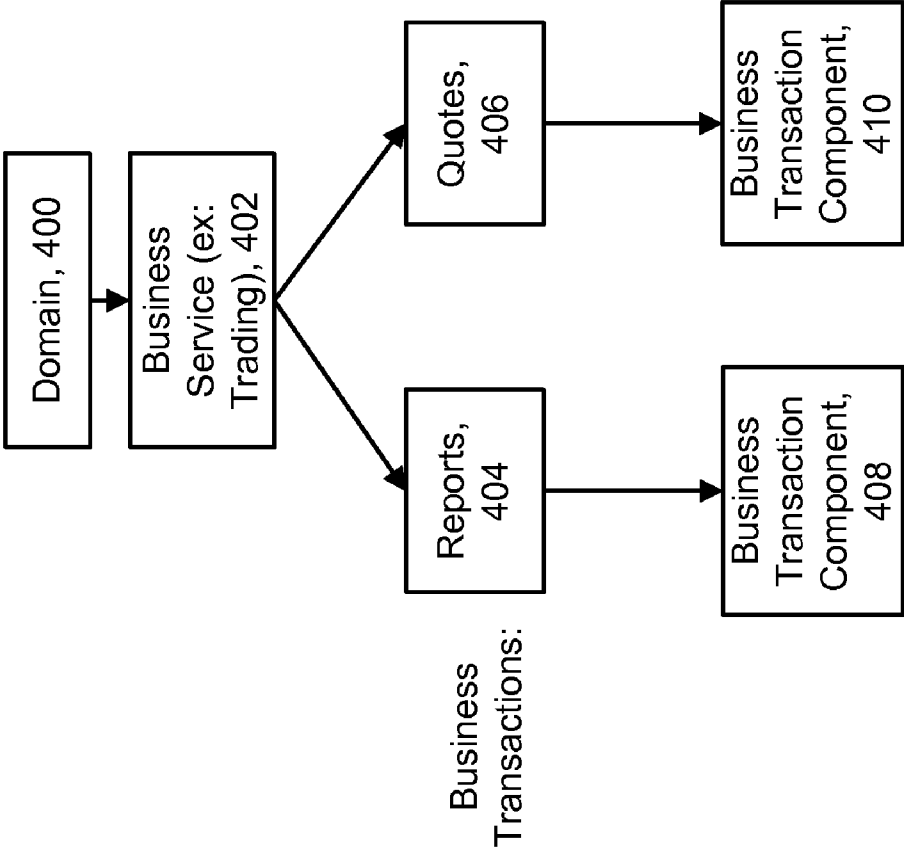 Domain, 400
Business
Service (ex:
Trading), 402
Business
Transactions:
Reports,
404
Quotes,
406
Business
Transaction
Component,
408
Business
Transaction
Component,
410